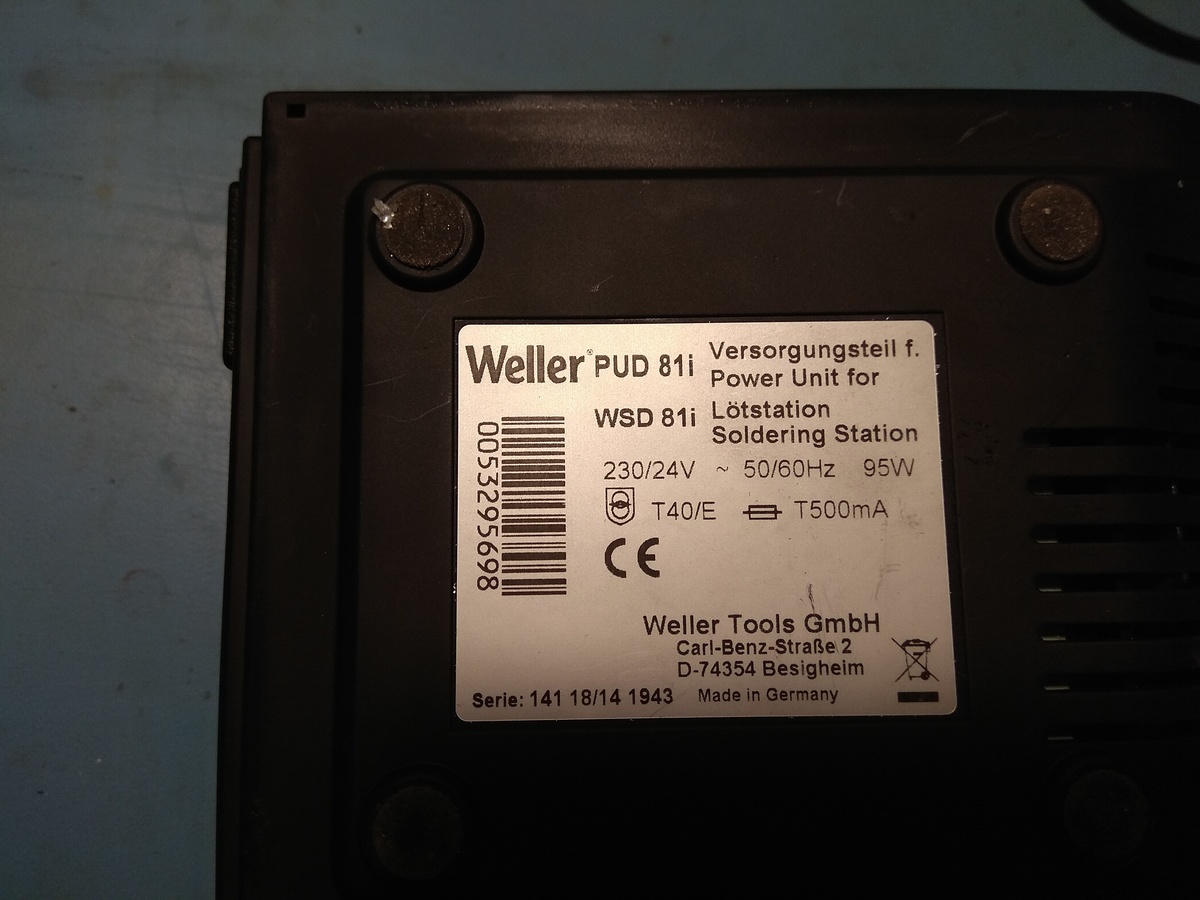 Weller® PUD 81i
Versorgungsteil f.
Power Unit for
WSD 81i
Lötstation
Soldering Station
0053295698
230/24V ~ 50/60Hz 95W
T40/E T500mA
CE
Weller Tools GmbH
Carl-Benz-Straße 2
D-74354 Besigheim
Serie: 141 18/14 1943 Made in Germany